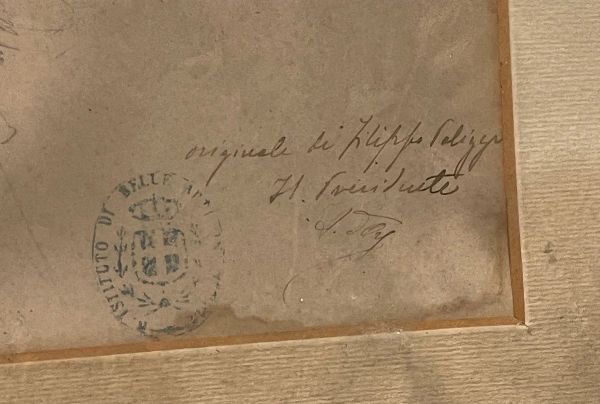 originale di Filippo Palizzi
Il Presidente
ISTITUTO DI BELLE